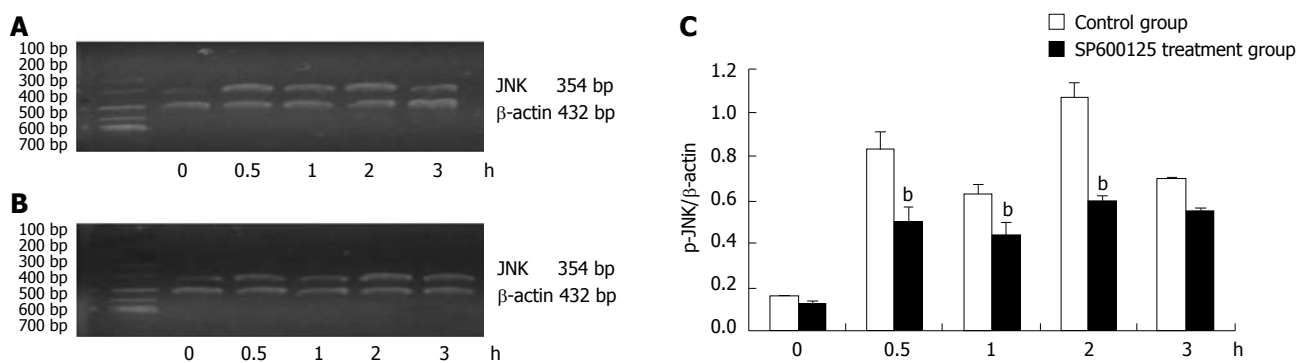 A
100 bp
200 bp
300 bp
400 bp
500 bp
600 bp
700 bp
JNK 354 bp
β-actin 432 bp
0 0.5 1 2 3 h
B
100 bp
200 bp
300 bp
400 bp
500 bp
600 bp
700 bp
JNK 354 bp
β-actin 432 bp
0 0.5 1 2 3 h
C
Control group
SP600125 treatment group
p-JNK/β-actin
1.2
1.0
0.8
0.6
0.4
0.2
0.0
b
b
b
0 0.5 1 2 3 h